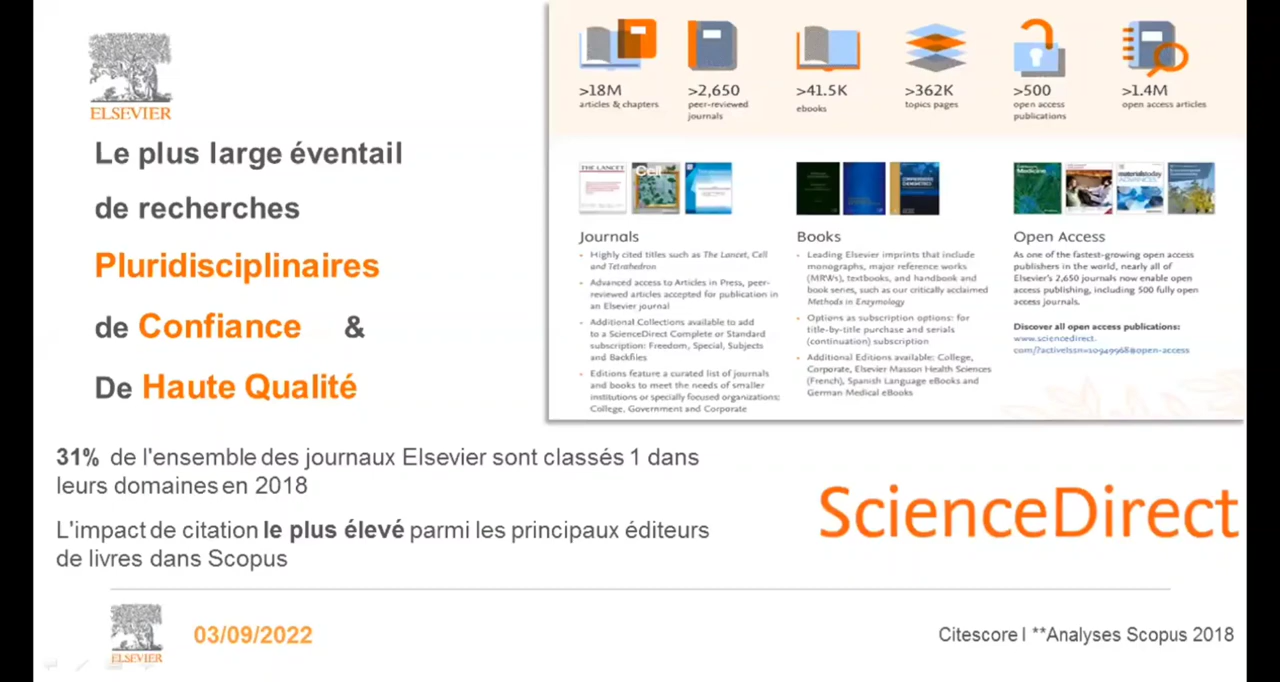 ELSEVIER
Le plus large éventail
de recherches
Pluridisciplinaires
de Confiance &
De Haute Qualité
>18M
articles & chapters
>2,650
peer-reviewed
journals
>41.5K
ebooks
>362K
topics pages
>500
open access
publications
>1.4M
open access articles
THE LANCET
Cell
Medicine
materialstoday
ADVANCES
Journals
• Highly cited titles such as The Lancet, Cell
and Tetrahedron
• Advanced access to Articles in Press, peer-
reviewed articles accepted for publication in
an Elsevier journal
• Additional Collections available to add
to a ScienceDirect Complete or Standard
subscription: Freedom, Special, Subjects
and Backfiles
• Editions feature a curated list of journals
and books to meet the needs of smaller
institutions or specially focused organizations:
College, Government and Corporate
Books
• Leading Elsevier imprints that include
monographs, major reference works
(MRWs), textbooks, and handbook and
book series, such as our critically acclaimed
Methods in Enzymology
• Options as subscription options: for
title-by-title purchase and serials
(continuation) subscription
• Additional Editions available: College,
Corporate, Elsevier Masson Health Sciences
(French), Spanish Language eBooks and
German Medical eBooks
Open Access
As one of the fastest-growing open access
publishers in the world, nearly all of
Elsevier's 2,650 journals now enable open
access publishing, including 500 fully open
access journals.
Discover all open access publications:
www.sciencedirect.
31% de l'ensemble des journaux Elsevier sont classés 1 dans
leurs domaines en 2018
L'impact de citation le plus élevé parmi les principaux éditeurs
de livres dans Scopus
ScienceDirect
ELSEVIER
03/09/2022
Citescore I **Analyses Scopus 2018